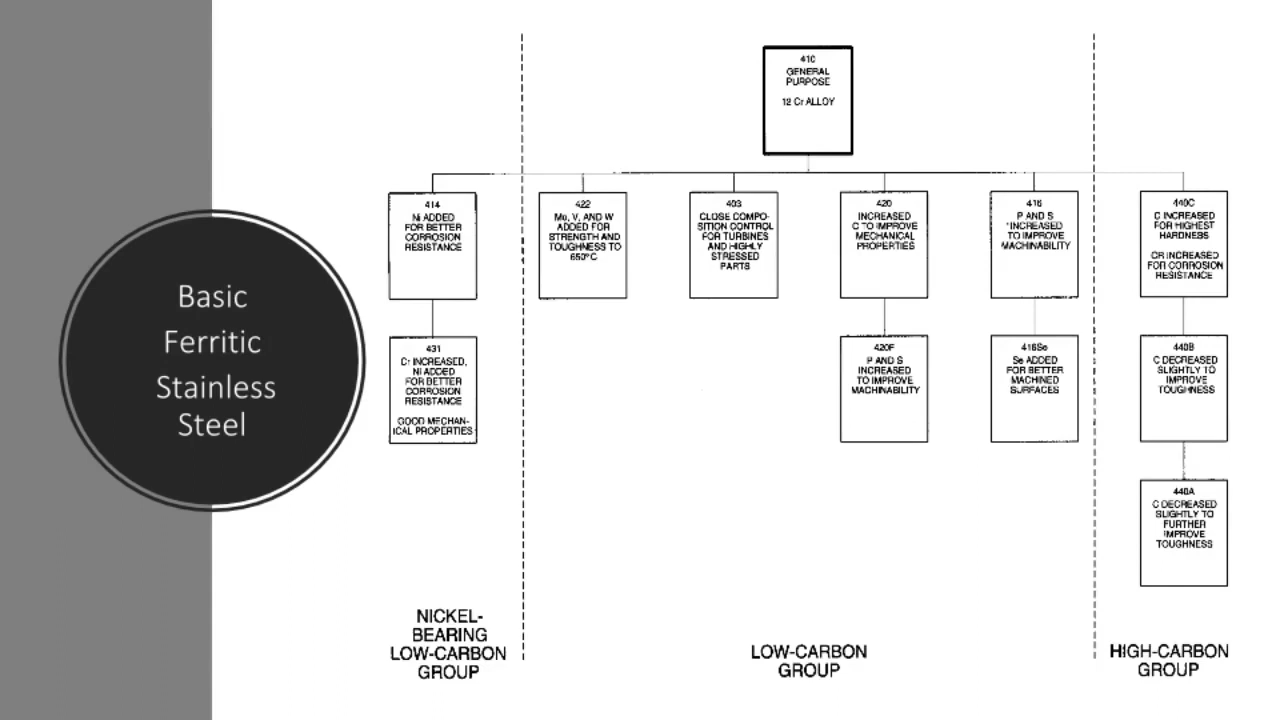 Basic
Ferritic
Stainless
Steel
410
GENERAL
PURPOSE
12 Cr ALLOY
414
Ni ADDED
FOR BETTER
CORROSION
RESISTANCE
422
Mo, V, AND W
ADDED FOR
STRENGTH AND
TOUGHNESS TO
650°C
403
CLOSE COMPO-
SITION CONTROL
FOR TURBINES
AND HIGHLY
STRESSED
PARTS
420
INCREASED
C TO IMPROVE
MECHANICAL
PROPERTIES
416
P AND S
INCREASED
TO IMPROVE
MACHINABILITY
440C
C INCREASED
FOR HIGHEST
HARDNESS
CR INCREASED
FOR CORROSION
RESISTANCE
431
Cr INCREASED,
Ni ADDED
FOR BETTER
CORROSION
RESISTANCE
GOOD MECHAN-
ICAL PROPERTIES
420F
P AND S
INCREASED
TO IMPROVE
MACHINABILITY
416Se
Se ADDED
FOR BETTER
MACHINED
SURFACES
440B
C DECREASED
SLIGHTLY TO
IMPROVE
TOUGHNESS
440A
C DECREASED
SLIGHTLY TO
FURTHER
IMPROVE
TOUGHNESS
NICKEL-
BEARING
LOW-CARBON
GROUP
LOW-CARBON
GROUP
HIGH-CARBON
GROUP